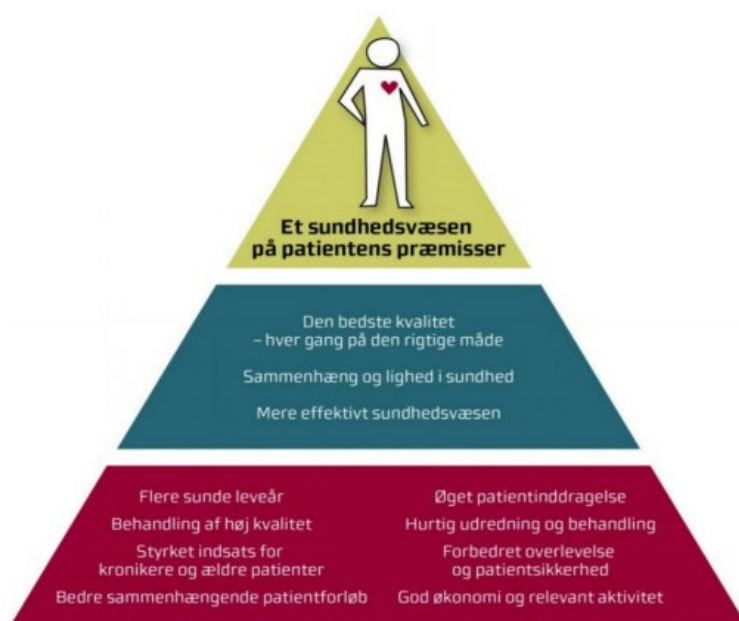 Et sundhedsvæsen
på patientens præmisser
Den bedste kvalitet
– hver gang på den rigtige måde
Sammenhæng og lighed i sundhed
Mere effektivt sundhedsvæsen
Flere sunde leveår
Behandling af høj kvalitet
Styrket indsats for
kronikere og ældre patienter
Bedre sammenhængende patientforløb
Øget patientinddragelse
Hurtig udredning og behandling
Forbedret overlevelse
og patientsikkerhed
God økonomi og relevant aktivitet